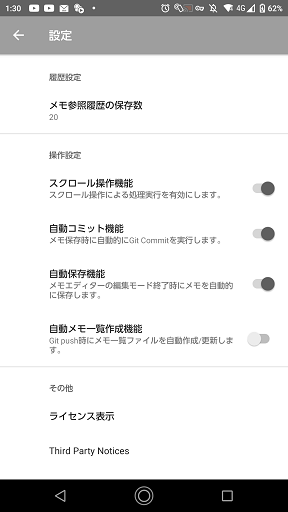 1:30
4G
62%
設定
履歴設定
メモ参照履歴の保存数
20
操作設定
スクロール操作機能
スクロール操作による処理実行を有効にします。
自動コミット機能
メモ保存時に自動的にGit Commitを実行します。
自動保存機能
メモエディターの編集モード終了時にメモを自動的
に保存します。
自動メモ一覧作成機能
Git push時にメモ一覧ファイルを自動作成/更新しま
す。
その他
ライセンス表示
Third Party Notices